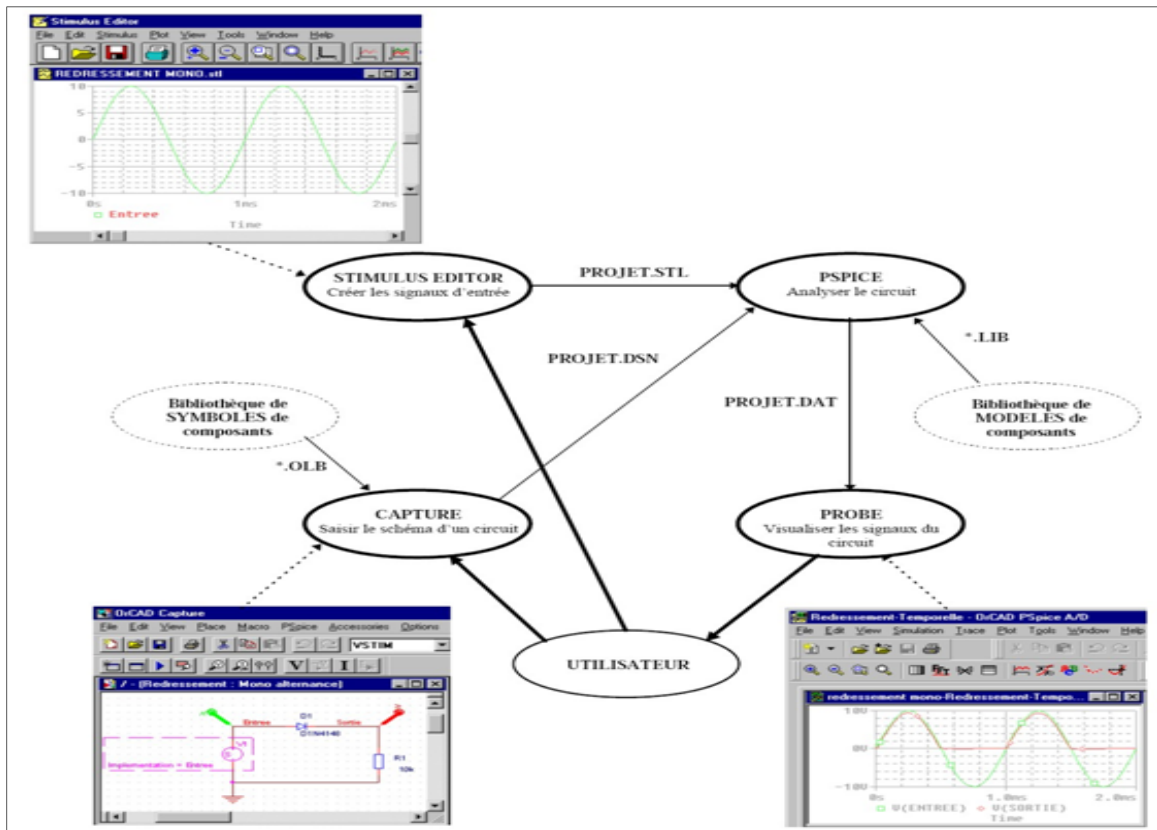 Stimulus Editor
File Edit Stimulus Plot View Tools Window Help
REDRESSEMENT MONO.stl
10
5
0
-5
-10
0s 1ms 2ms
Entree
Time
STIMULUS EDITOR
Créer les signaux d'entrée
PROJET.STL
PSPICE
Analyser le circuit
PROJET.DSN
*.LIB
Bibliothèque de
SYMBOLES de
composants
PROJET.DAT
Bibliothèque de
MODELES de
composants
*.OLB
CAPTURE
Saisir le schéma d'un circuit
PROBE
Visualiser les signaux du
circuit
UTILISATEUR
OrCAD Capture
File Edit View Place Macro PSpice Accessories Options
VSTIM
V I
/ - (Redressement : Mono alternance)
Entree D1 Sortie
D1N4148
V1
R1
10k
Implementation = Entree
Redressement-Temporelle - OrCAD PSpice A/D
File Edit View Simulation Trace Plot Tools Window Help
redressement mono-Redressement-Tempo...
10V
0V
-10V
0s 1.0ms 2.0ms
V(ENTREE) V(SORTIE)
Time